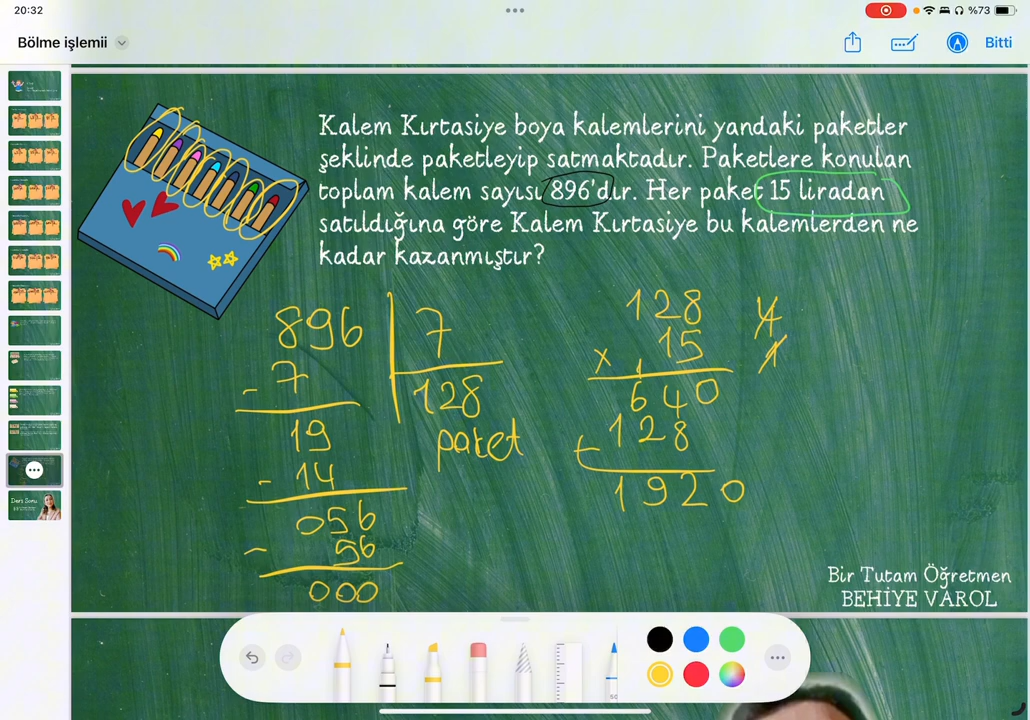 20:32
%73
Bölme işlemii
Bitti
Kalem Kırtasiye boya kalemlerini yandaki paketler
şeklinde paketleyip satmaktadır. Paketlere konulan
toplam kalem sayısı 896'dır. Her paket 15 liradan
satıldığına göre Kalem Kırtasiye bu kalemlerden ne
kadar kazanmıştır?
896 7
- 7
128
paket
19
- 14
056
- 56
000
128
x 15
640
+ 128
1920
4
1
Bir Tutam Öğretmen
BEHİYE VAROL
Ders Sonu